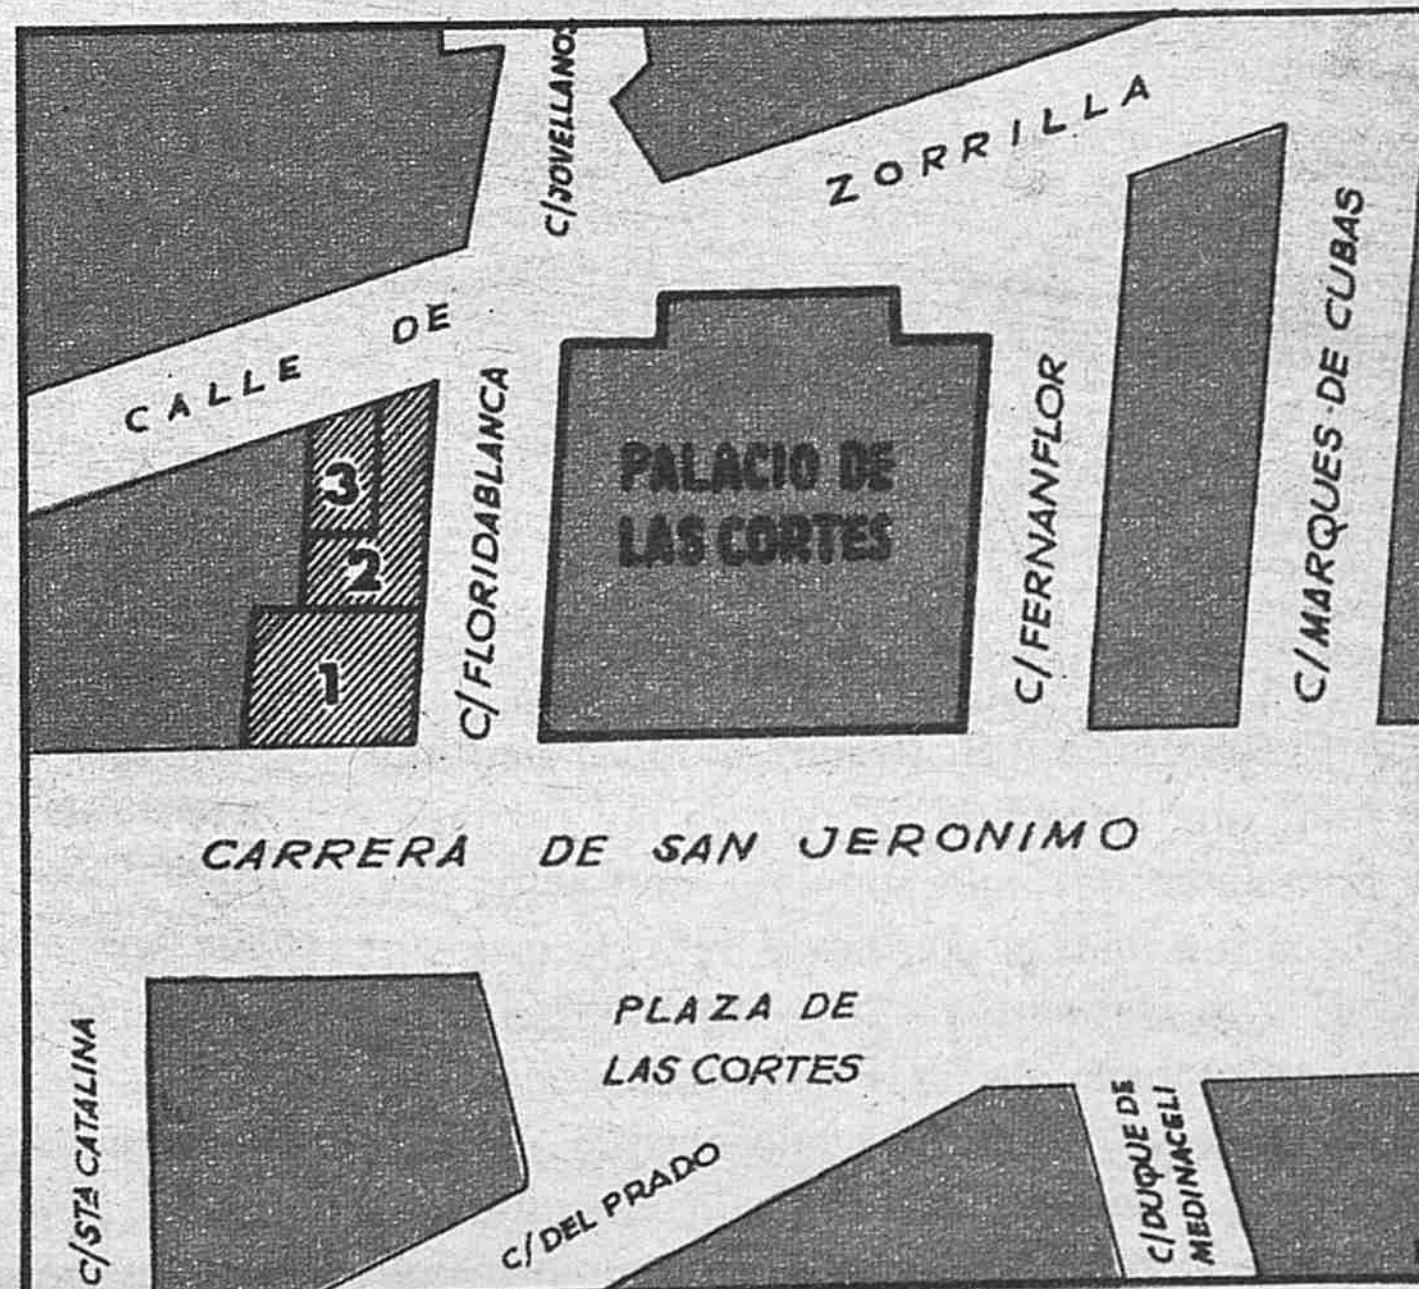 C/JOVELLANOS
ZORRILLA
CALLE DE
C/FLORIDABLANCA
PALACIO DE
LAS CORTES
C/FERNANFLOR
C/MARQUES DE CUBAS
3
2
1
CARRERA DE SAN JERONIMO
PLAZA DE
LAS CORTES
C/STA CATALINA
C/DEL PRADO
C/DUQUE DE
MEDINACELI